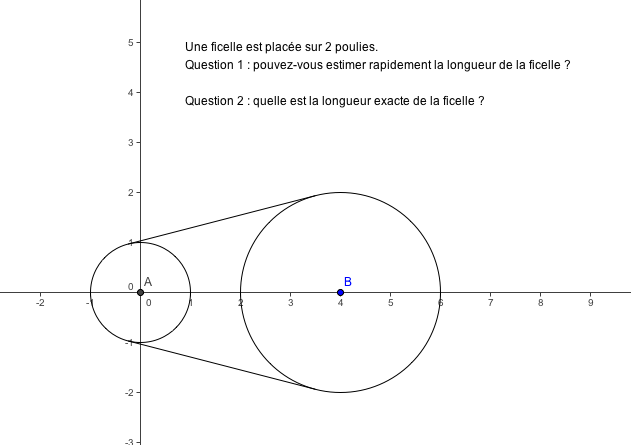 Une ficelle est placée sur 2 poulies.
Question 1 : pouvez-vous estimer rapidement la longueur de la ficelle ?
Question 2 : quelle est la longueur exacte de la ficelle ?
5
4
3
2
1
0
-1
-2
-3
A
B
-2 -1 0 1 2 3 4 5 6 7 8 9